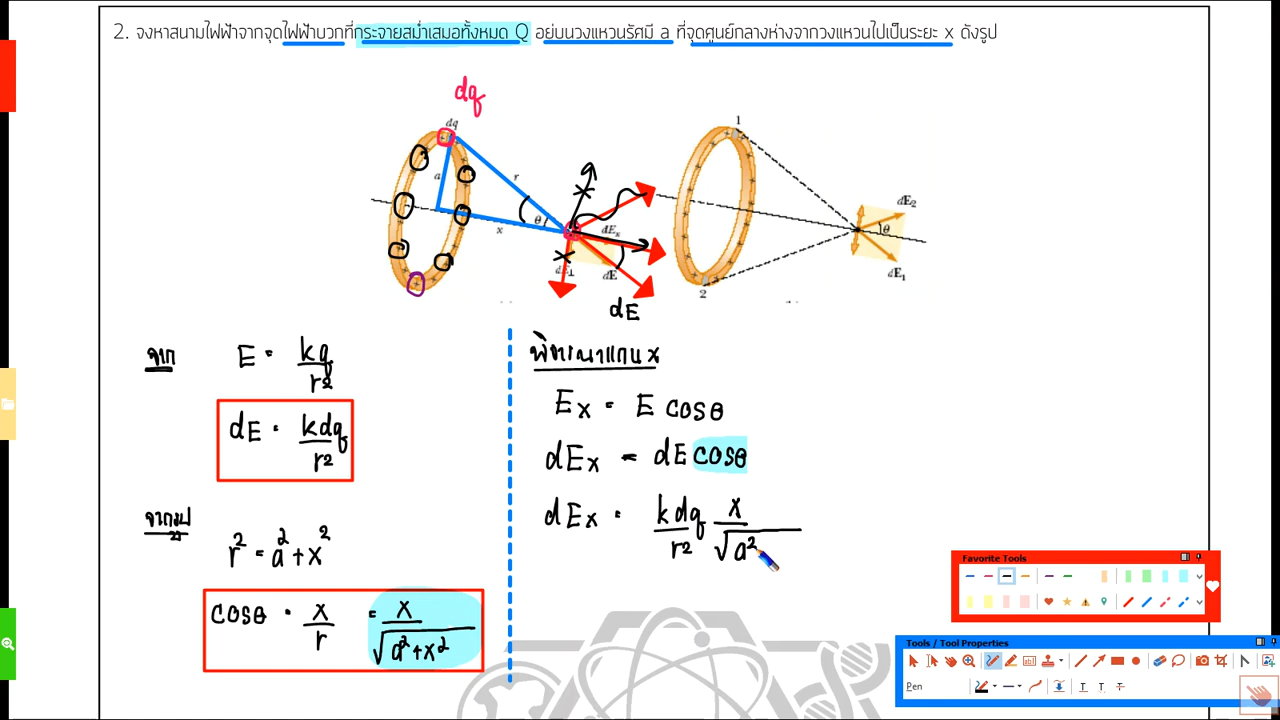 2. จงหาสนามไฟฟ้าจากจุดไฟฟ้าบวกที่กระจายสม่ำเสมอทั้งหมด Q อยู่บนวงแหวนรัศมี a ที่จุดศูนย์กลางห่างจากวงแหวนไปเป็นระยะ x ดังรูป
dq
dq
a
r
x
θ
dEx
dE⊥
dE
dE
1
2
dE2
θ
dE1
จาก E = kq/r²
dE = kdq/r²
จากรูป
r² = a² + x²
cosθ = x/r = x/√(a²+x²)
พิจารณาแกน x
Ex = E cosθ
dEx = dE cosθ
dEx = kdq/r² x/√a²
Favorite Tools
Tools / Tool Properties
Pen